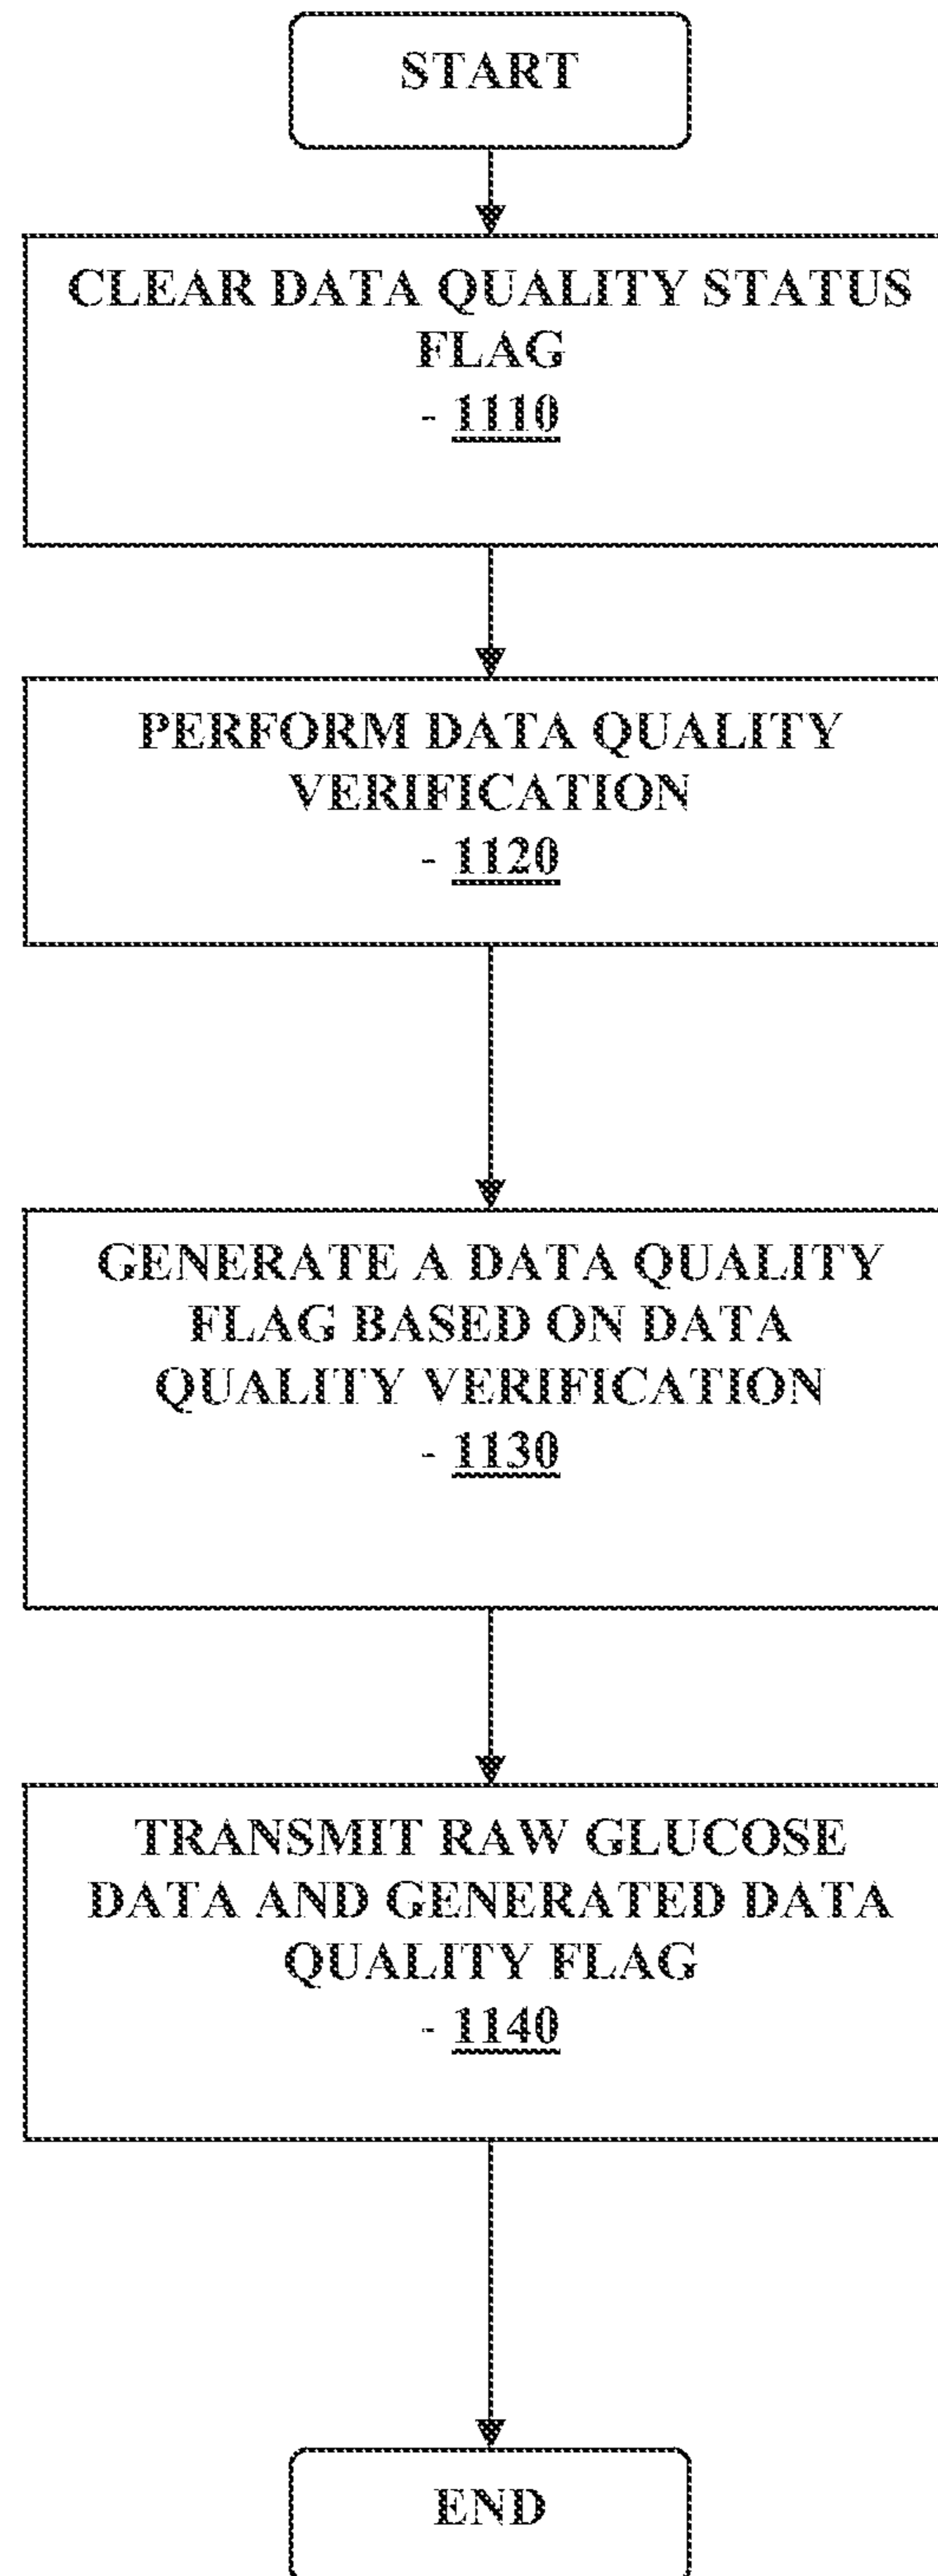 START
CLEAR DATA QUALITY STATUS
FLAG
- 1110
PERFORM DATA QUALITY
VERIFICATION
- 1120
GENERATE A DATA QUALITY
FLAG BASED ON DATA
QUALITY VERIFICATION
- 1130
TRANSMIT RAW GLUCOSE
DATA AND GENERATED DATA
QUALITY FLAG
- 1140
END